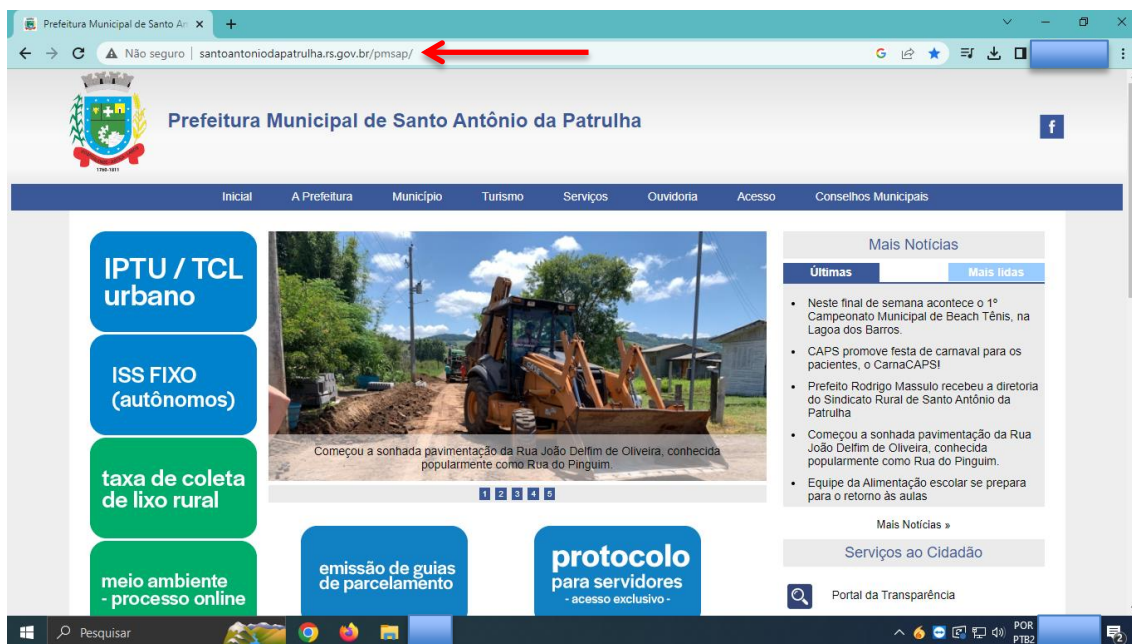 Prefeitura Municipal de Santo An
Não seguro | santoantoniodapatrulha.rs.gov.br/pmsap/
1760-1811
Prefeitura Municipal de Santo Antônio da Patrulha
f
Inicial A Prefeitura Município Turismo Serviços Ouvidoria Acesso Conselhos Municipais
IPTU / TCL
urbano
ISS FIXO
(autônomos)
taxa de coleta
de lixo rural
meio ambiente
- processo online
Começou a sonhada pavimentação da Rua João Delfim de Oliveira, conhecida
popularmente como Rua do Pinguim.
1 2 3 4 5
emissão de guias
de parcelamento
protocolo
para servidores
- acesso exclusivo -
Mais Notícias
Últimas Mais lidas
• Neste final de semana acontece o 1º
Campeonato Municipal de Beach Tênis, na
Lagoa dos Barros.
• CAPS promove festa de carnaval para os
pacientes, o CarnaCAPS!
• Prefeito Rodrigo Massulo recebeu a diretoria
do Sindicato Rural de Santo Antônio da
Patrulha
• Começou a sonhada pavimentação da Rua
João Delfim de Oliveira, conhecida
popularmente como Rua do Pinguim.
• Equipe da Alimentação escolar se prepara
para o retorno às aulas
Mais Notícias »
Serviços ao Cidadão
Portal da Transparência
Pesquisar
POR
PTB2
2